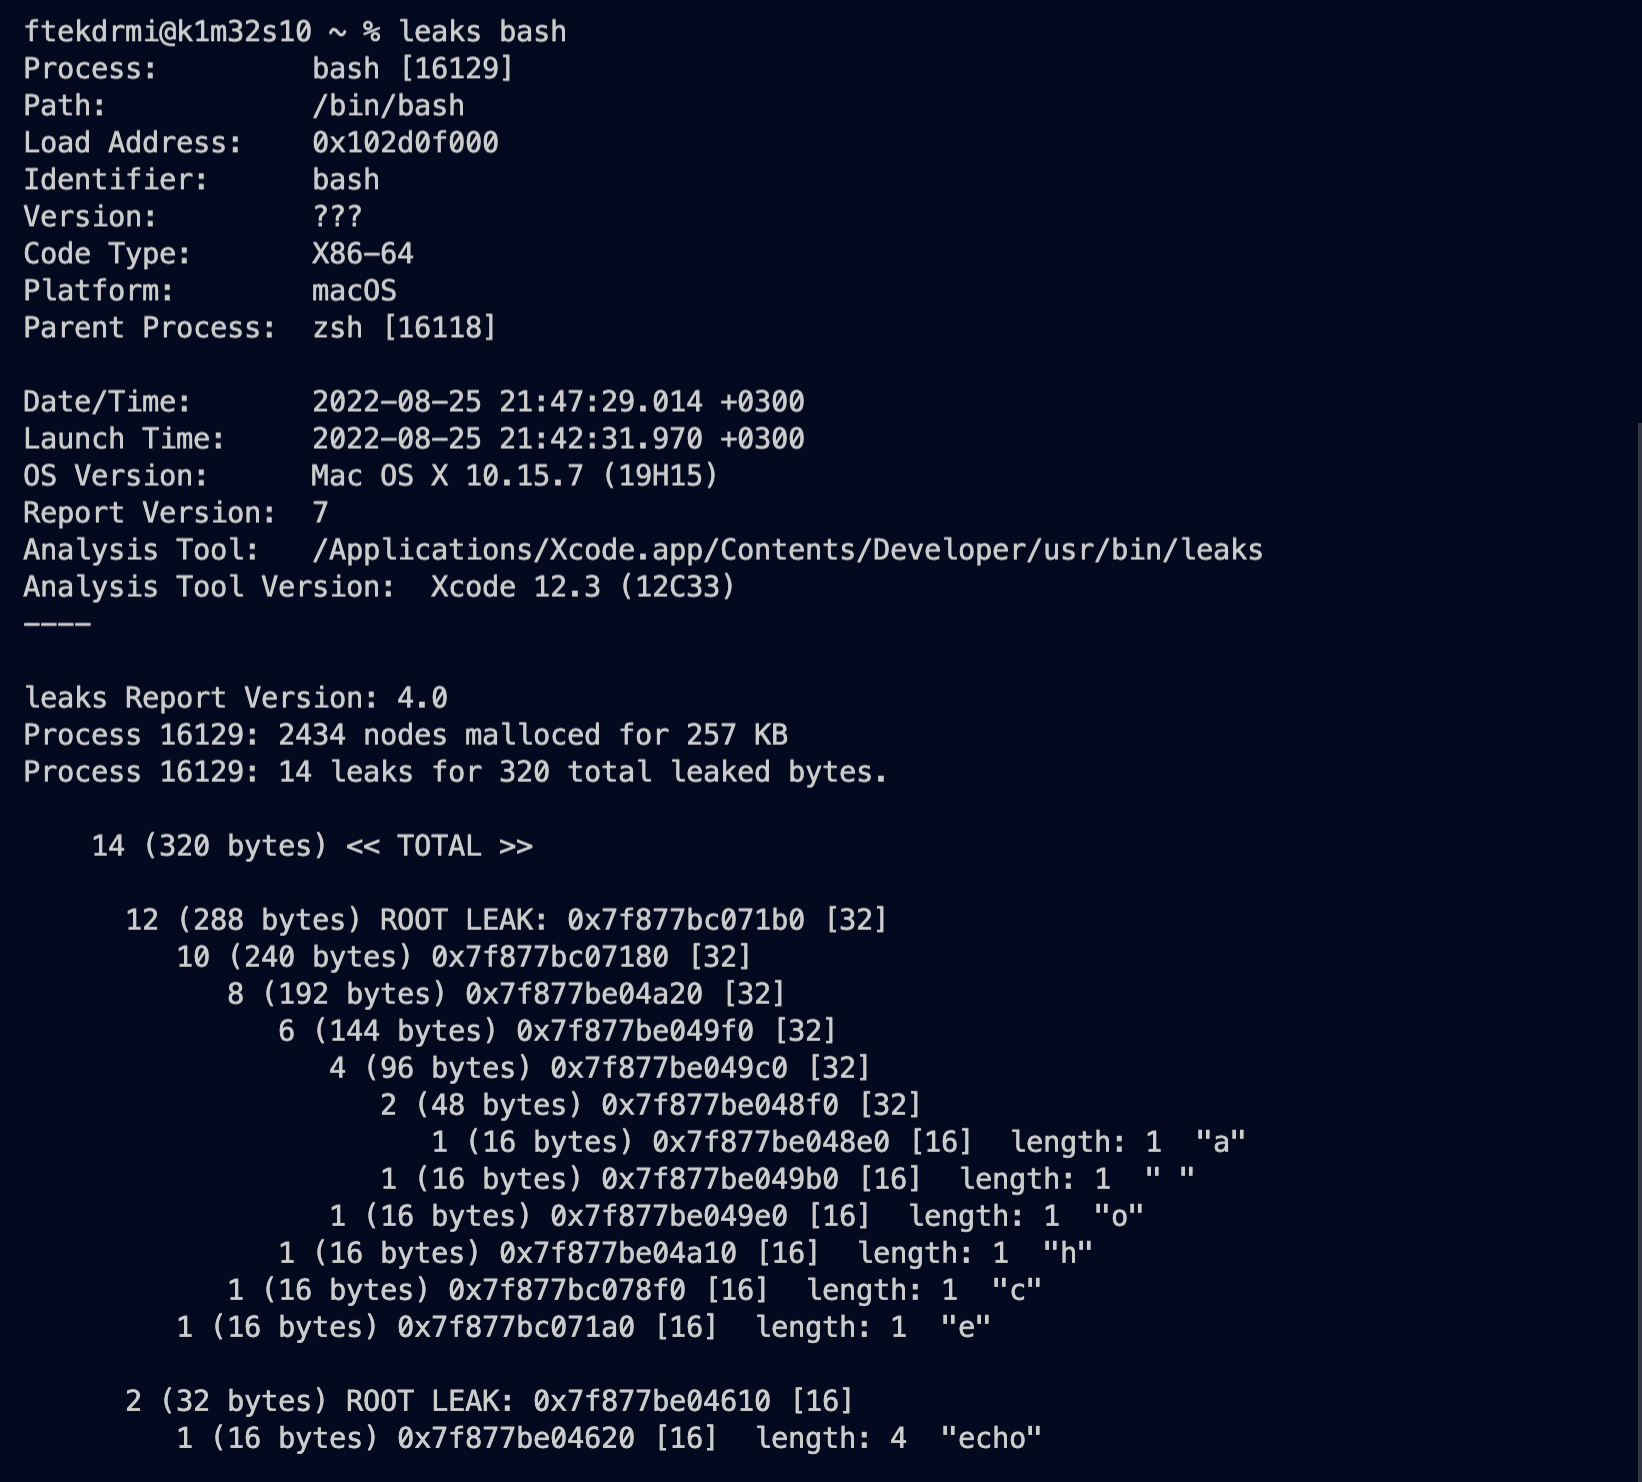 ftekdrmi@k1m32s10 ~ % leaks bash
Process:         bash [16129]
Path:            /bin/bash
Load Address:    0x102d0f000
Identifier:      bash
Version:         ???
Code Type:       X86-64
Platform:        macOS
Parent Process:  zsh [16118]

Date/Time:       2022-08-25 21:47:29.014 +0300
Launch Time:     2022-08-25 21:42:31.970 +0300
OS Version:      Mac OS X 10.15.7 (19H15)
Report Version:  7
Analysis Tool:   /Applications/Xcode.app/Contents/Developer/usr/bin/leaks
Analysis Tool Version:  Xcode 12.3 (12C33)
----

leaks Report Version: 4.0
Process 16129: 2434 nodes malloced for 257 KB
Process 16129: 14 leaks for 320 total leaked bytes.

    14 (320 bytes) << TOTAL >>

      12 (288 bytes) ROOT LEAK: 0x7f877bc071b0 [32]
         10 (240 bytes) 0x7f877bc07180 [32]
            8 (192 bytes) 0x7f877be04a20 [32]
               6 (144 bytes) 0x7f877be049f0 [32]
                  4 (96 bytes) 0x7f877be049c0 [32]
                     2 (48 bytes) 0x7f877be048f0 [32]
                        1 (16 bytes) 0x7f877be048e0 [16]  length: 1  "a"
                     1 (16 bytes) 0x7f877be049b0 [16]  length: 1  " "
                  1 (16 bytes) 0x7f877be049e0 [16]  length: 1  "o"
               1 (16 bytes) 0x7f877be04a10 [16]  length: 1  "h"
            1 (16 bytes) 0x7f877bc078f0 [16]  length: 1  "c"
         1 (16 bytes) 0x7f877bc071a0 [16]  length: 1  "e"

      2 (32 bytes) ROOT LEAK: 0x7f877be04610 [16]
         1 (16 bytes) 0x7f877be04620 [16]  length: 4  "echo"